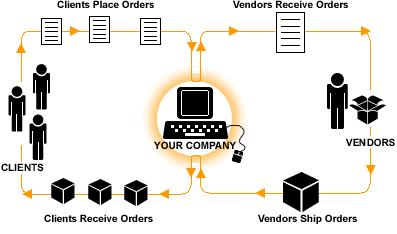 Clients Place Orders
Vendors Receive Orders
YOUR COMPANY
CLIENTS
VENDORS
Clients Receive Orders
Vendors Ship Orders